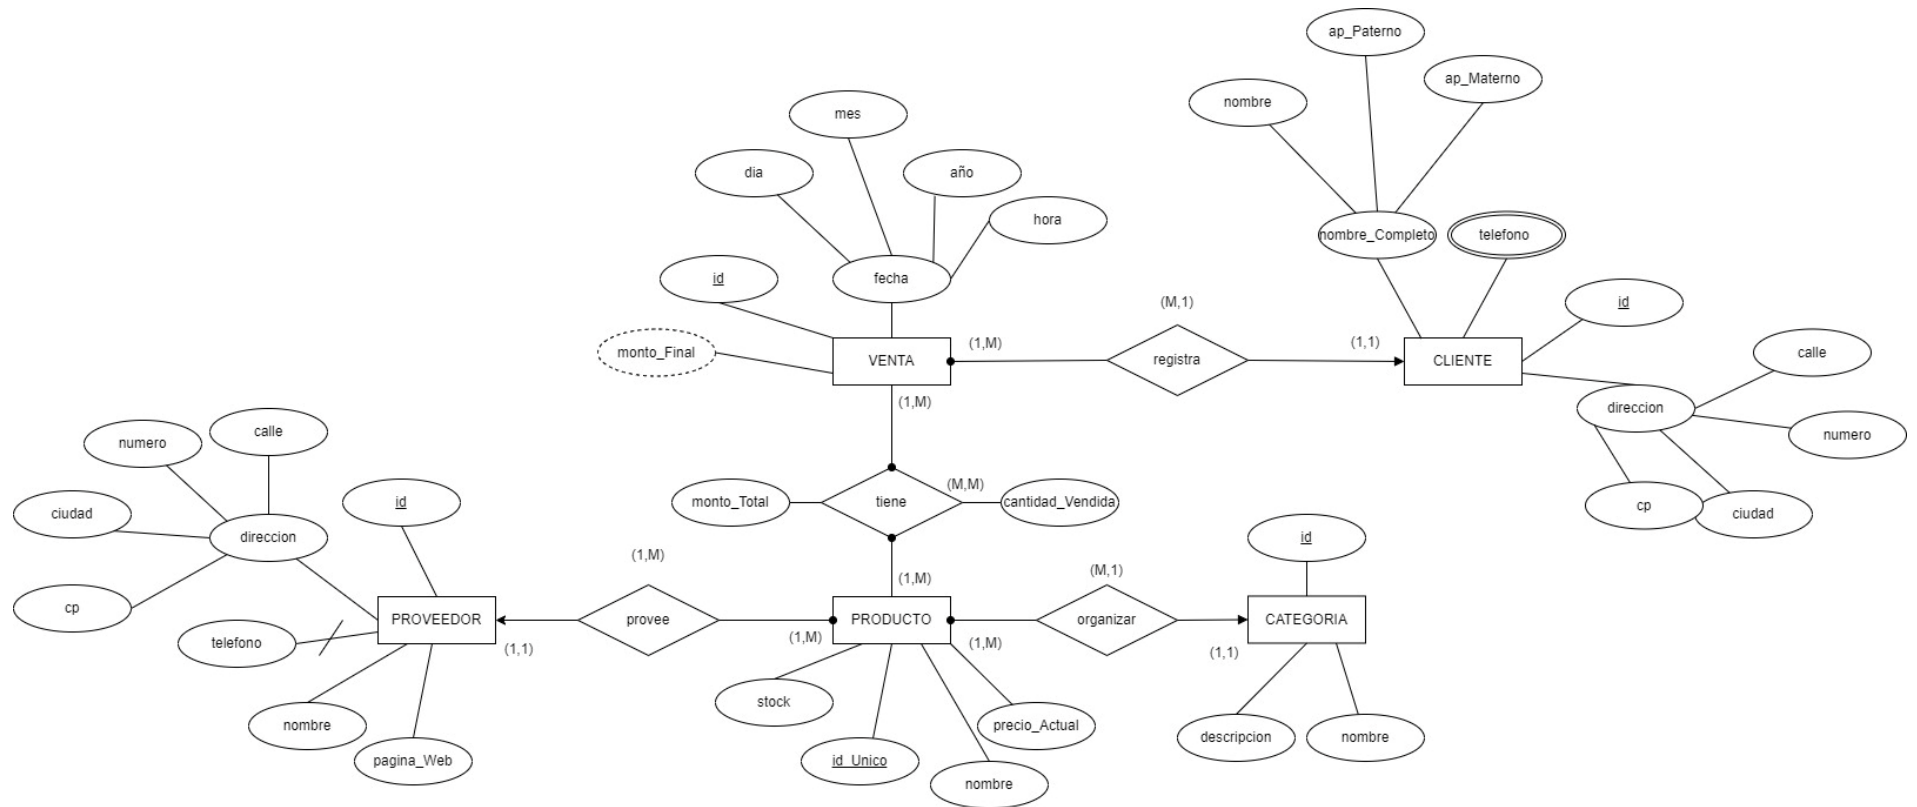 ap_Paterno
ap_Materno
nombre
mes
dia
año
hora
nombre_Completo
telefono
fecha
id
id
(M,1)
monto_Final
VENTA
(1,M)
registra
(1,1)
CLIENTE
calle
(1,M)
direccion
numero
calle
numero
ciudad
id
monto_Total
tiene
(M,M)
cantidad_Vendida
cp
ciudad
direccion
id
(1,M)
(M,1)
(1,M)
cp
PROVEEDOR
provee
PRODUCTO
organizar
CATEGORIA
telefono
(1,1)
(1,M)
(1,M)
(1,1)
stock
nombre
precio_Actual
descripcion
nombre
pagina_Web
id_Unico
nombre